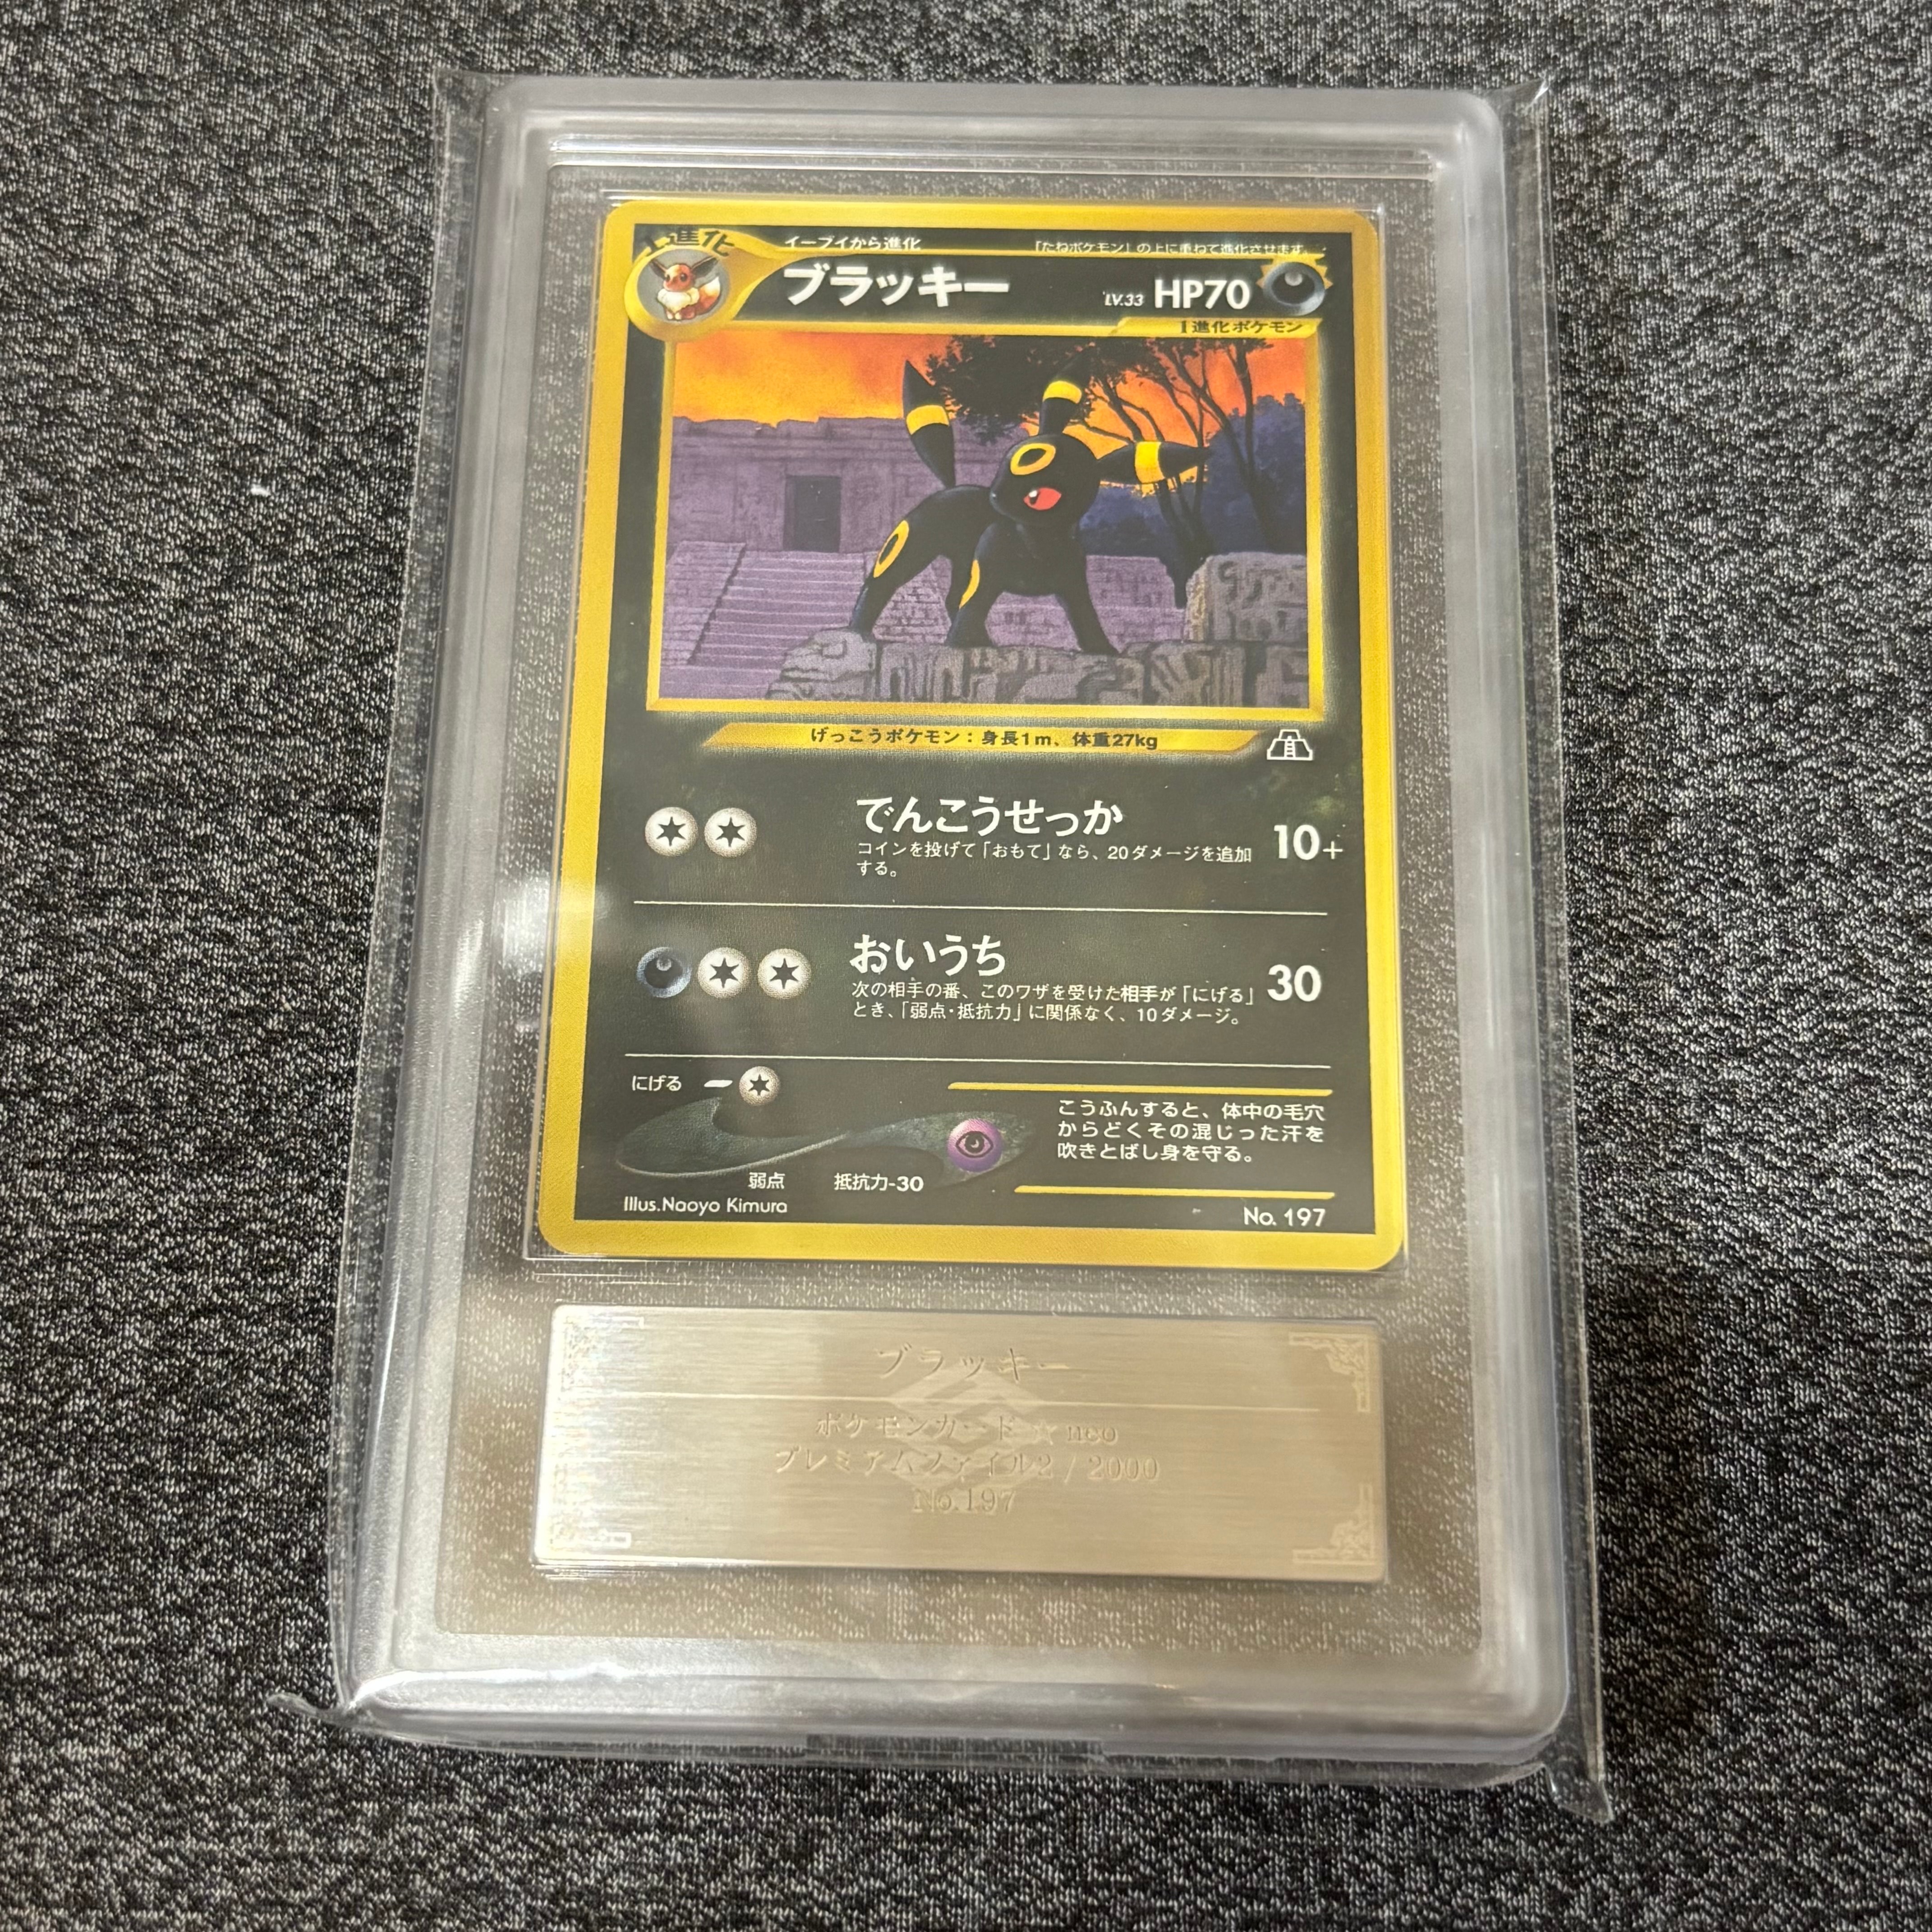 1進化
イーブイから進化
「たねポケモン」の上に重ねて進化させます。
ブラッキー LV.33 HP70
1進化ポケモン
げっこうポケモン：身長1m、体重27kg
でんこうせっか 10+
コインを投げて「おもて」なら、20ダメージを追加
する。
おいうち 30
次の相手の番、このワザを受けた相手が「にげる」
とき、「弱点・抵抗力」に関係なく、10ダメージ。
にげる
こうふんすると、体中の毛穴
からどくその混じった汗を
吹きとばし身を守る。
弱点 抵抗力-30
Illus.Naoyo Kimura No. 197
ブラッキー
ポケモンカード★neo
プレミアムファイル2 / 2000
No.197